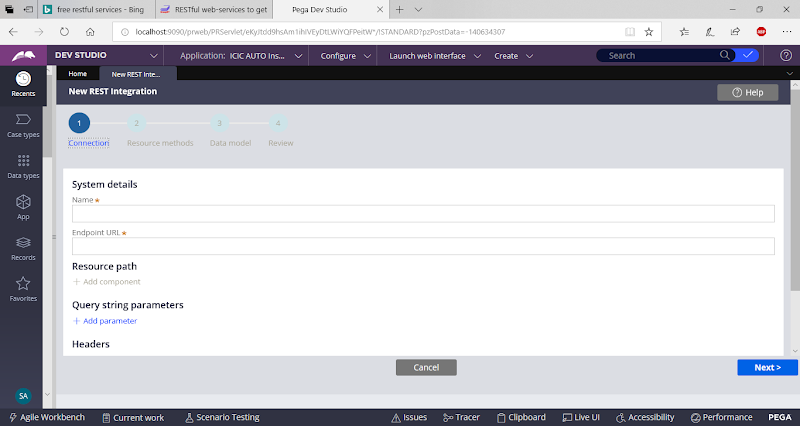 free restful services - Bing
RESTful web-services to get
Pega Dev Studio
localhost:9090/prweb/PRServlet/eKyJtdd9hsAm1ihIVEyDtLWiYQFPeitW*/!STANDARD?pzPostData=-140634307
DEV STUDIO
Application: ICIC AUTO Ins...
Configure
Launch web interface
Create
Search
Recents
Case types
Data types
App
Records
Favorites
SA
Home
New REST Inte...
New REST Integration
Help
1
2
3
4
Connection
Resource methods
Data model
Review
System details
Name
Endpoint URL
Resource path
+ Add component
Query string parameters
+ Add parameter
Headers
Cancel
Next >
Agile Workbench
Current work
Scenario Testing
Issues
Tracer
Clipboard
Live UI
Accessibility
Performance
PEGA